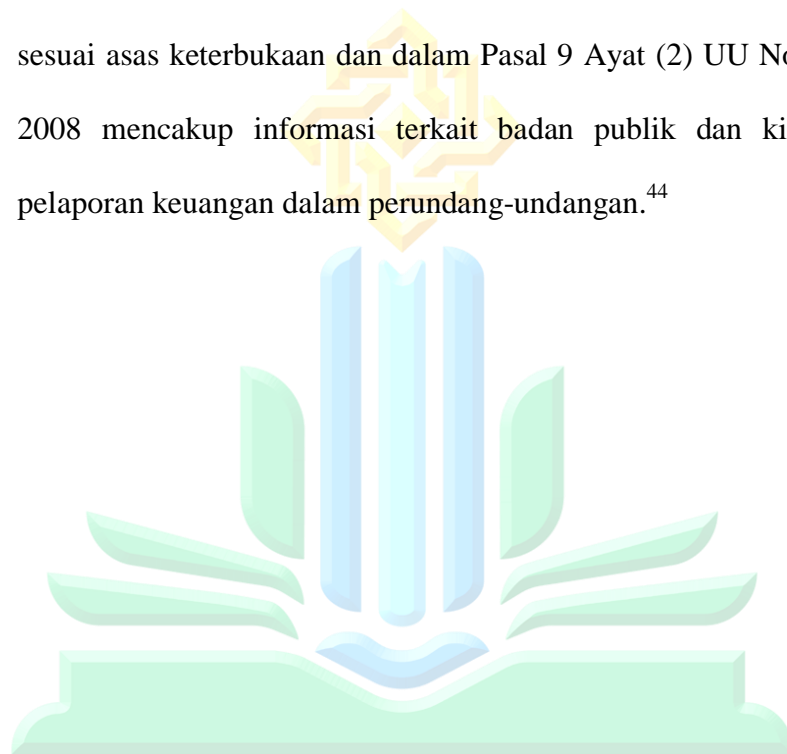 sesuai asas keterbukaan dan dalam Pasal 9 Ayat (2) UU
2008 mencakup informasi terkait badan publik dan
pelaporan keuangan dalam perundang-undangan.44